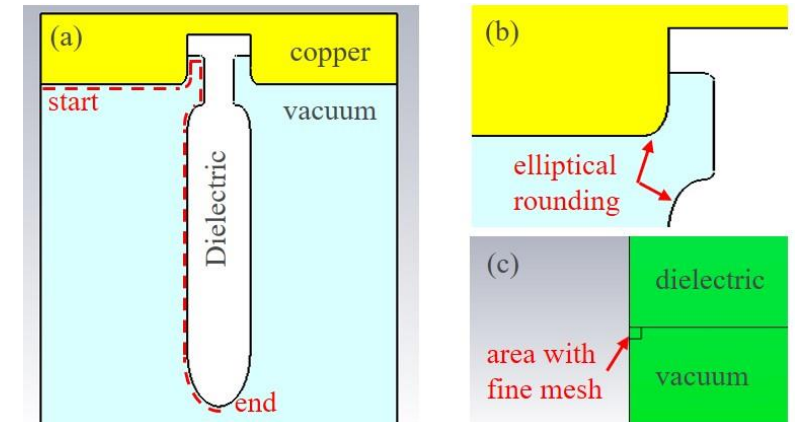 (a)
copper
start
vacuum
Dielectric
end
(b)
elliptical
rounding
(c)
dielectric
area with
fine mesh
vacuum